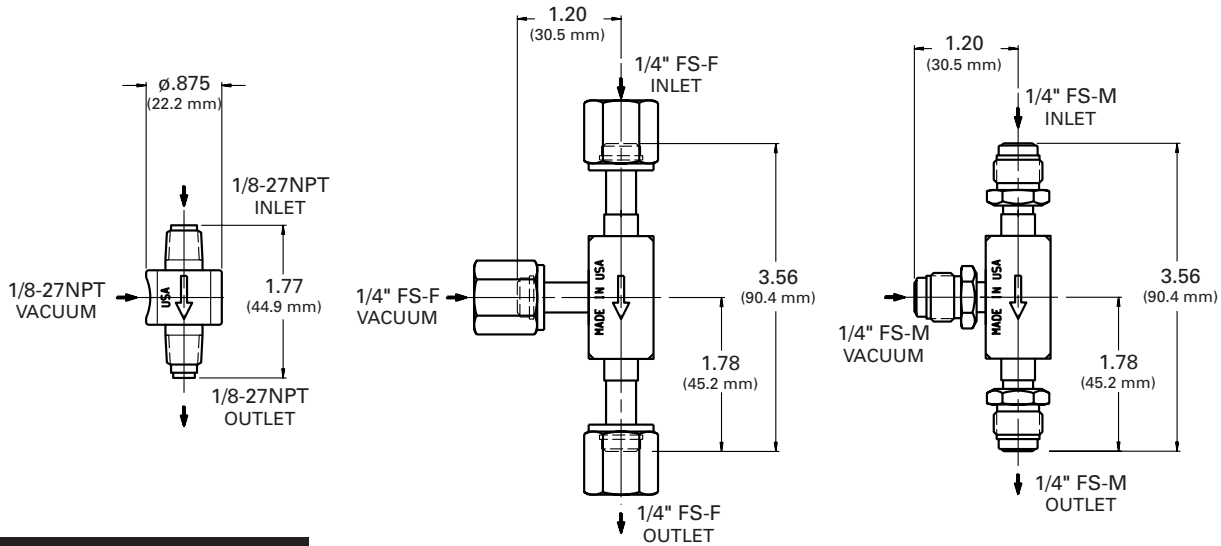 ø.875
(22.2 mm)
1/8-27NPT
INLET
1/8-27NPT
VACUUM
USA
1.77
(44.9 mm)
1/8-27NPT
OUTLET
1.20
(30.5 mm)
1/4" FS-F
INLET
1/4" FS-F
VACUUM
MADE IN USA
3.56
(90.4 mm)
1.78
(45.2 mm)
1/4" FS-F
OUTLET
1.20
(30.5 mm)
1/4" FS-M
INLET
1/4" FS-M
VACUUM
MADE IN USA
3.56
(90.4 mm)
1.78
(45.2 mm)
1/4" FS-M
OUTLET